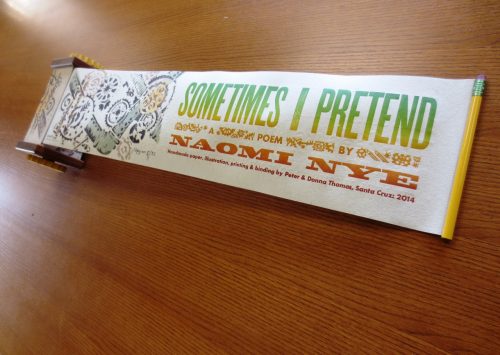 SOMETIMES I PRETEND
A POEM BY
NAOMI NYE
Handmade paper, illustration, printing & binding by Peter & Donna Thomas, Santa Cruz: 2014